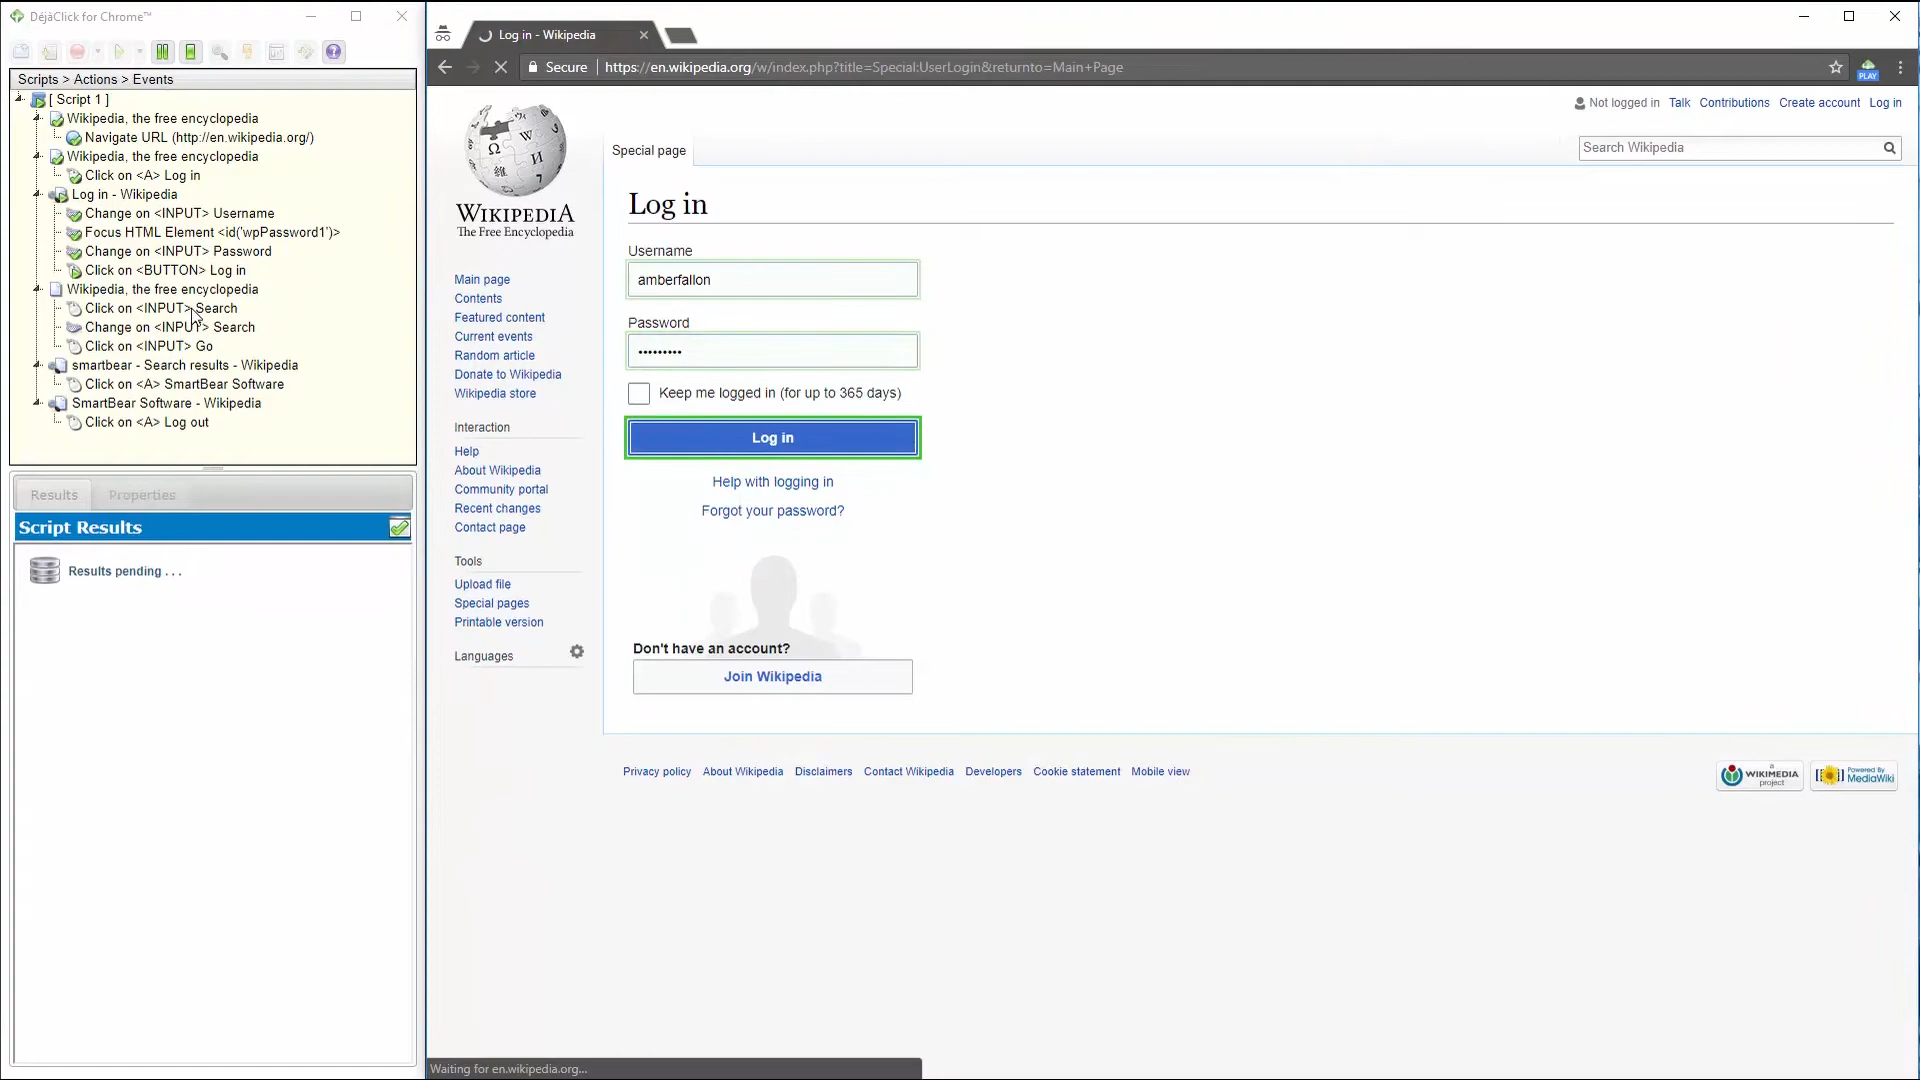 DéjàClick for Chrome™
Scripts > Actions > Events
[ Script 1 ]
Wikipedia, the free encyclopedia
Navigate URL (http://en.wikipedia.org/)
Wikipedia, the free encyclopedia
Click on <A> Log in
Log in - Wikipedia
Change on <INPUT> Username
Focus HTML Element <id('wpPassword1')>
Change on <INPUT> Password
Click on <BUTTON> Log in
Wikipedia, the free encyclopedia
Click on <INPUT> Search
Change on <INPUT> Search
Click on <INPUT> Go
smartbear - Search results - Wikipedia
Click on <A> SmartBear Software
SmartBear Software - Wikipedia
Click on <A> Log out
Results Properties
Script Results
Results pending . . .
Log in - Wikipedia
Secure https://en.wikipedia.org/w/index.php?title=Special:UserLogin&returnto=Main+Page
PLAY
Not logged in Talk Contributions Create account Log in
Special page
Search Wikipedia
WIKIPEDIA
The Free Encyclopedia
Main page
Contents
Featured content
Current events
Random article
Donate to Wikipedia
Wikipedia store
Interaction
Help
About Wikipedia
Community portal
Recent changes
Contact page
Tools
Upload file
Special pages
Printable version
Languages
Log in
Username
amberfallon
Password
•••••••••
Keep me logged in (for up to 365 days)
Log in
Help with logging in
Forgot your password?
Don't have an account?
Join Wikipedia
Privacy policy About Wikipedia Disclaimers Contact Wikipedia Developers Cookie statement Mobile view
A WIKIMEDIA project
Powered By MediaWiki
Waiting for en.wikipedia.org...